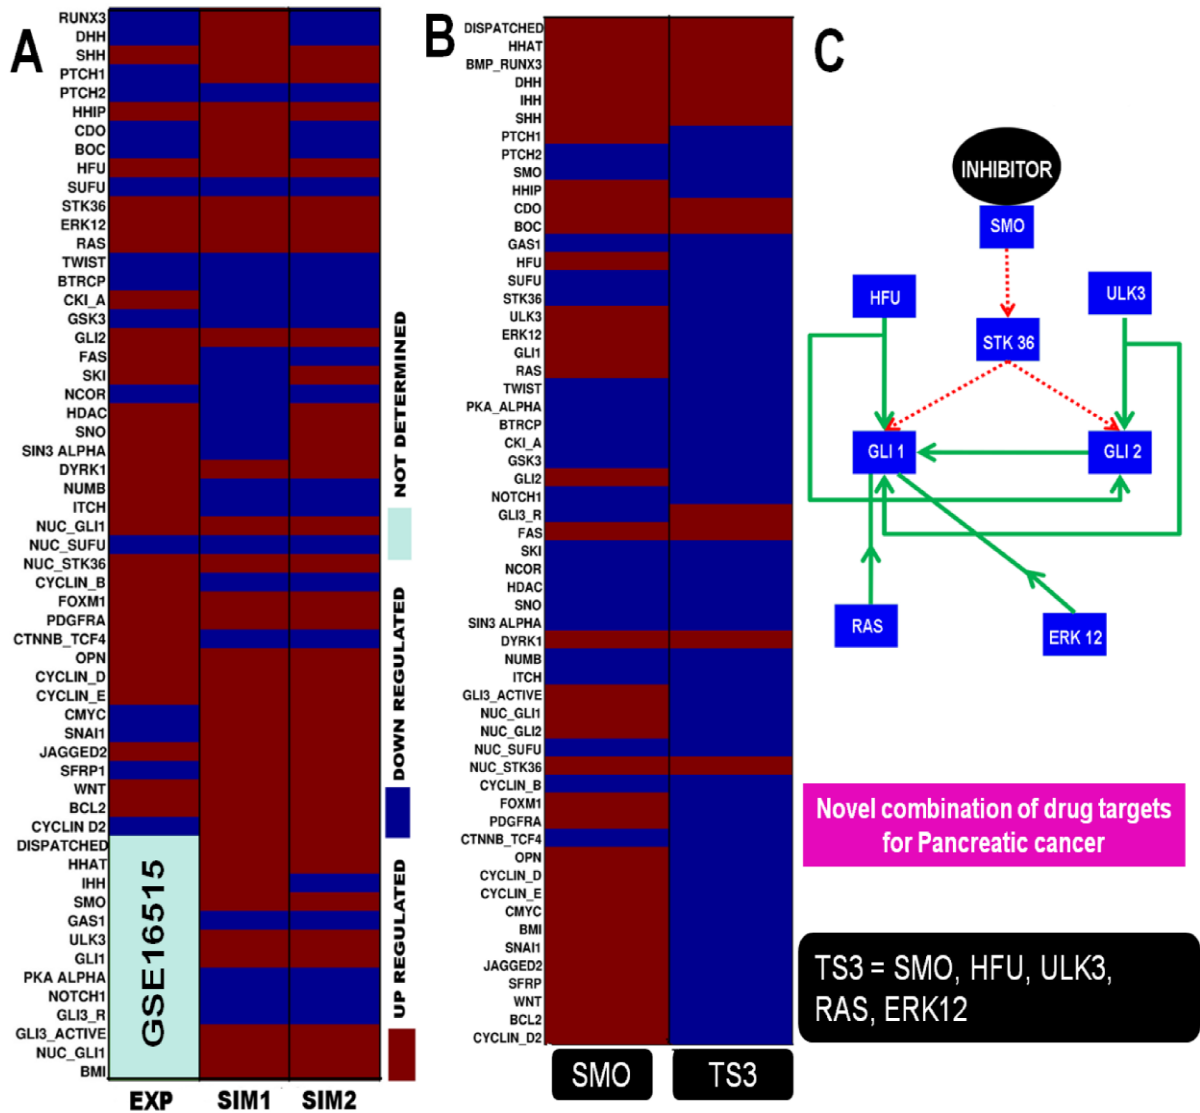 A
RUNX3
DHH
SHH
PTCH1
PTCH2
HHIP
CDO
BOC
HFU
SUFU
STK36
ERK12
RAS
TWIST
BTRCP
CKI_A
GSK3
GLI2
FAS
SKI
NCOR
HDAC
SNO
SIN3 ALPHA
DYRK1
NUMB
ITCH
NUC_GLI1
NUC_SUFU
NUC_STK36
CYCLIN_B
FOXM1
PDGFRA
CTNNB_TCF4
OPN
CYCLIN_D
CYCLIN_E
CMYC
SNAI1
JAGGED2
SFRP1
WNT
BCL2
CYCLIN D2
DISPATCHED
HHAT
IHH
SMO
GAS1
ULK3
GLI1
PKA ALPHA
NOTCH1
GLI3_R
GLI3_ACTIVE
NUC_GLI1
BMI
GSE16515
EXP SIM1 SIM2
NOT DETERMINED
DOWN REGULATED
UP REGULATED
B
DISPATCHED
HHAT
BMP_RUNX3
DHH
IHH
SHH
PTCH1
PTCH2
SMO
HHIP
CDO
BOC
GAS1
HFU
SUFU
STK36
ULK3
ERK12
GLI1
RAS
TWIST
PKA_ALPHA
BTRCP
CKI_A
GSK3
GLI2
NOTCH1
GLI3_R
FAS
SKI
NCOR
HDAC
SNO
SIN3 ALPHA
DYRK1
NUMB
ITCH
GLI3_ACTIVE
NUC_GLI1
NUC_GLI2
NUC_SUFU
NUC_STK36
CYCLIN_B
FOXM1
PDGFRA
CTNNB_TCF4
OPN
CYCLIN_D
CYCLIN_E
CMYC
BMI
SNAI1
JAGGED2
SFRP
WNT
BCL2
CYCLIN_D2
SMO TS3
C
INHIBITOR
SMO
HFU
ULK3
STK 36
GLI 1
GLI 2
RAS
ERK 12
Novel combination of drug targets
for Pancreatic cancer
TS3 = SMO, HFU, ULK3,
RAS, ERK12